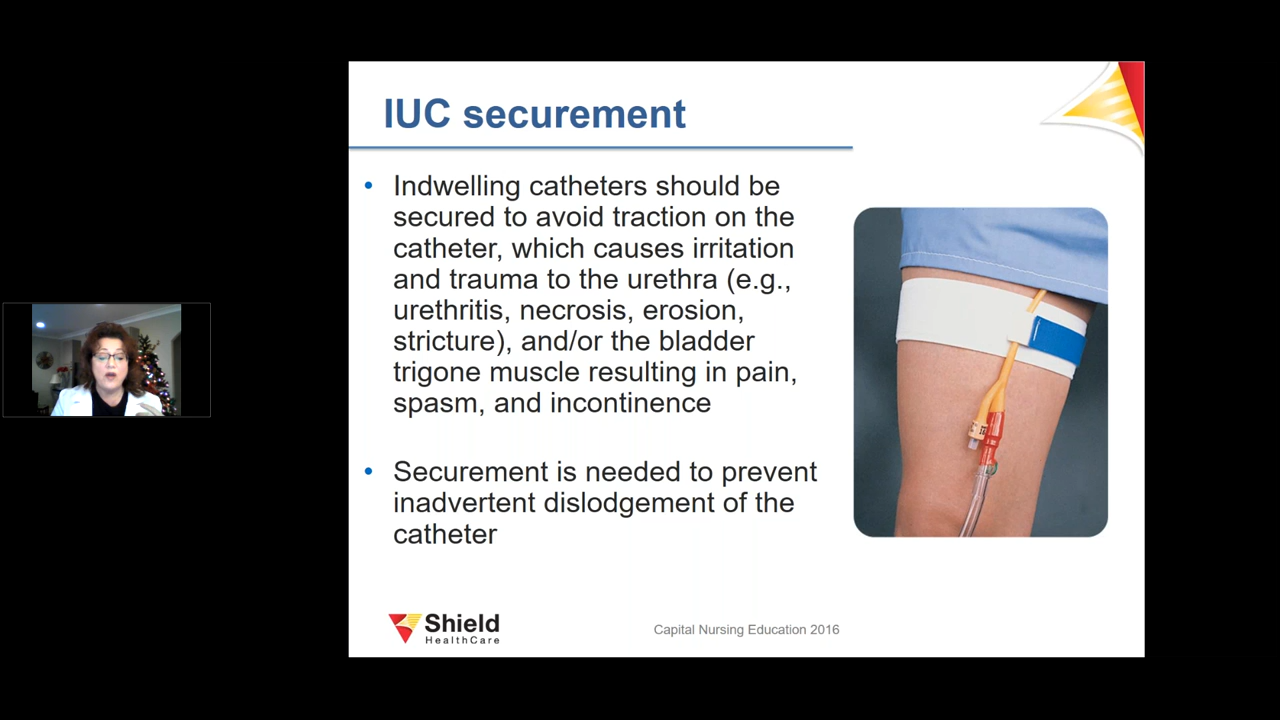 IUC securement
• Indwelling catheters should be
secured to avoid traction on the
catheter, which causes irritation
and trauma to the urethra (e.g.,
urethritis, necrosis, erosion,
stricture), and/or the bladder
trigone muscle resulting in pain,
spasm, and incontinence
• Securement is needed to prevent
inadvertent dislodgement of the
catheter
Shield
HealthCare
Capital Nursing Education 2016